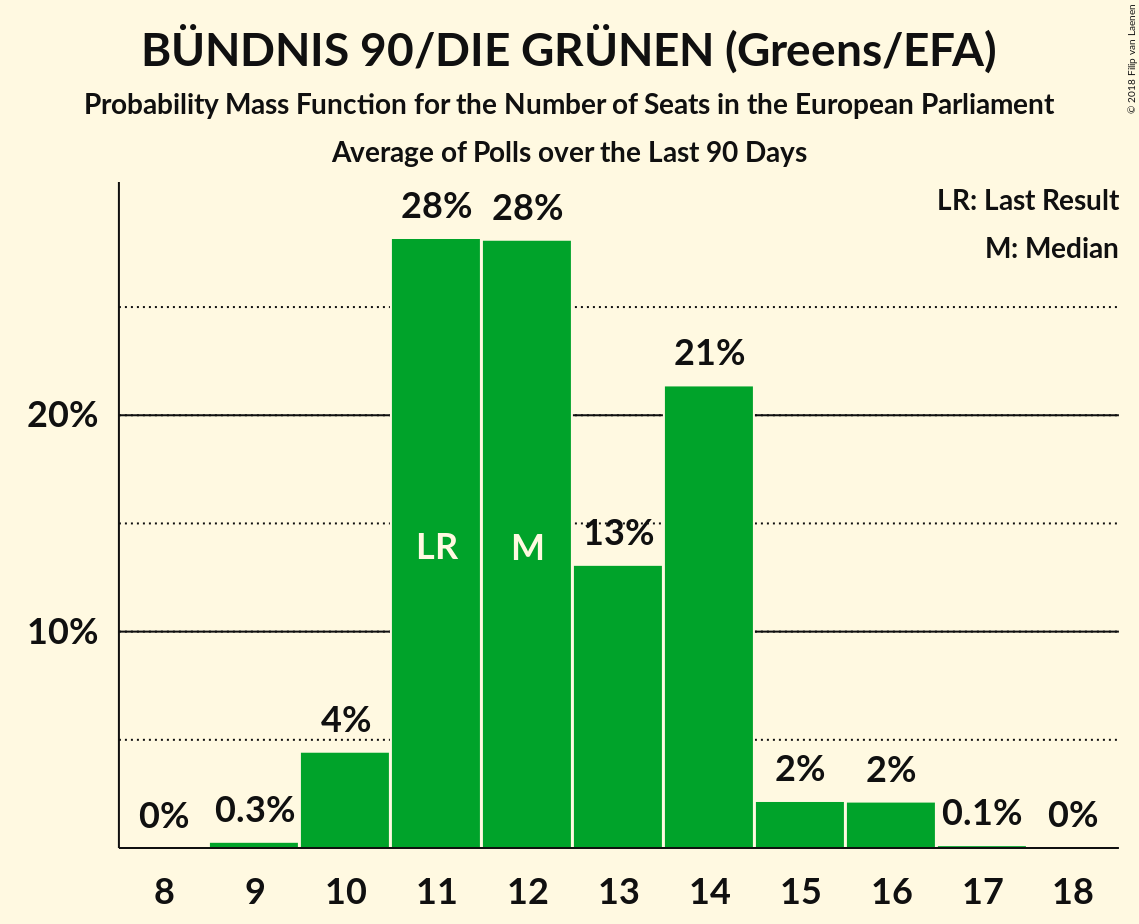 BÜNDNIS 90/DIE GRÜNEN (Greens/EFA)
Probability Mass Function for the Number of Seats in the European Parliament
Average of Polls over the Last 90 Days
© 2018 Filip van Laenen
LR: Last Result
M: Median
28% 28%
21%
20%
13%
LR M
10%
4%
0% 0.3% 2% 2% 0.1% 0%
8 9 10 11 12 13 14 15 16 17 18